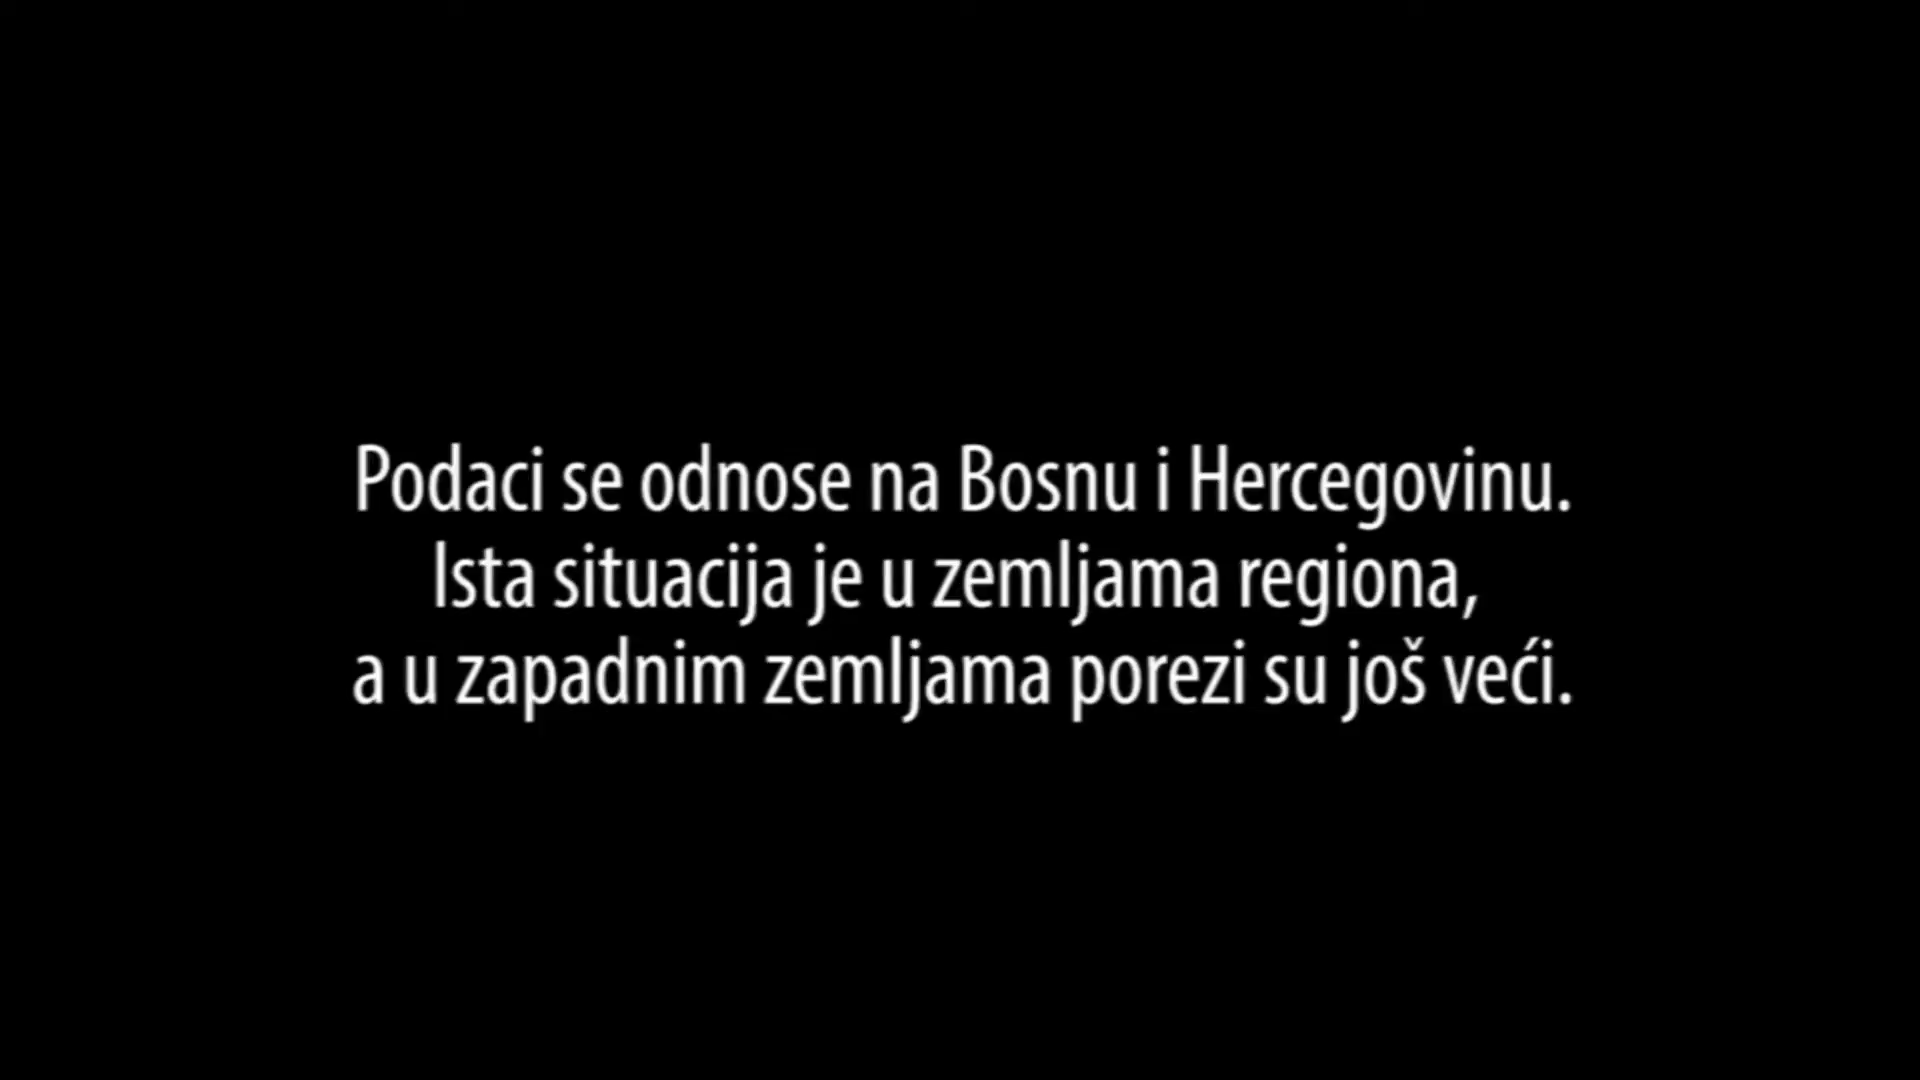 Podaci se odnose na Bosnu i Hercegovinu.
Ista situacija je u zemljama regiona,
a u zapadnim zemljama porezi su još veći.